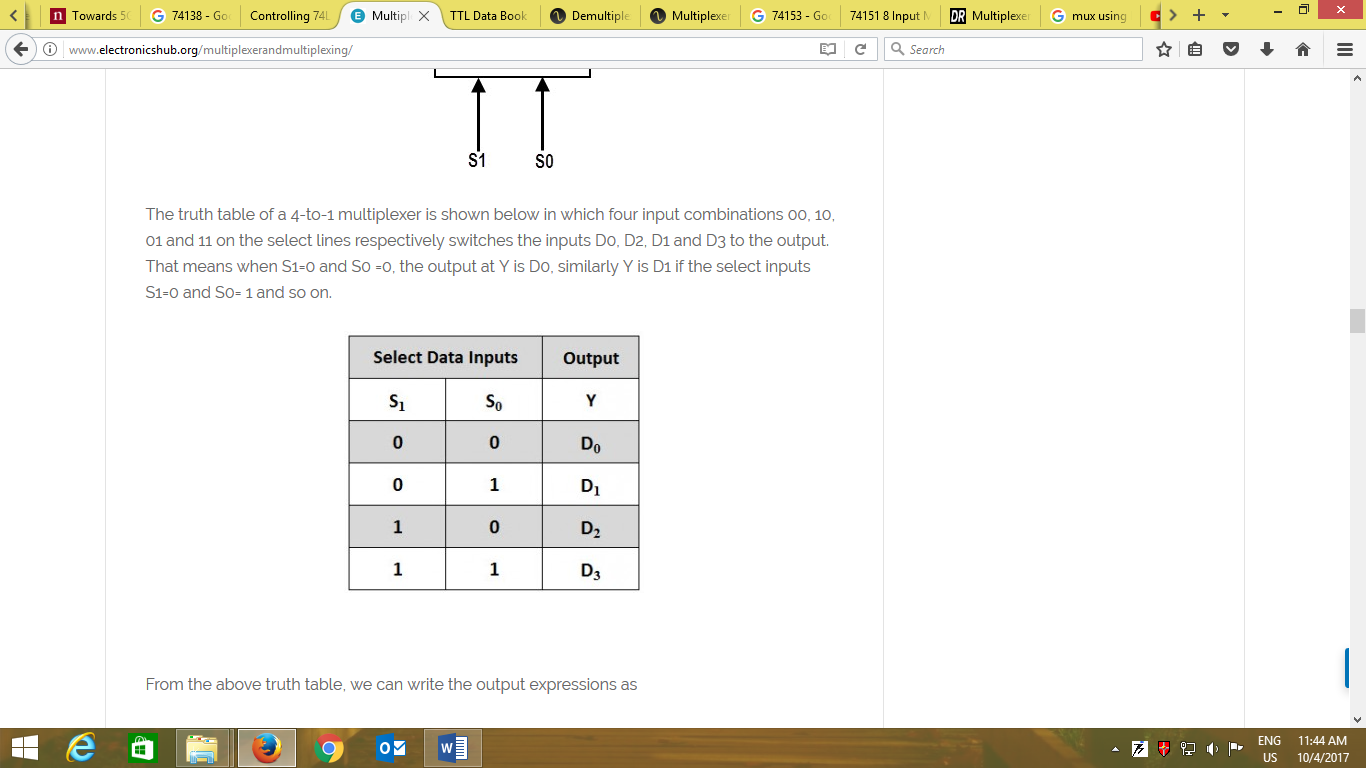 Towards 5G
74138 - Goo
Controlling 74L
Multipl
TTL Data Book
Demultiple
Multiplexer
74153 - Goo
74151 8 Input M
DR Multiplexer
mux using
www.electronicshub.org/multiplexerandmultiplexing/
Search
S1 S0
The truth table of a 4-to-1 multiplexer is shown below in which four input combinations 00, 10,
01 and 11 on the select lines respectively switches the inputs D0, D2, D1 and D3 to the output.
That means when S1=0 and S0 =0, the output at Y is D0, similarly Y is D1 if the select inputs
S1=0 and S0= 1 and so on.
Select Data Inputs Output
S1 S0 Y
0 0 D0
0 1 D1
1 0 D2
1 1 D3
From the above truth table, we can write the output expressions as
ENG 11:44 AM
US 10/4/2017